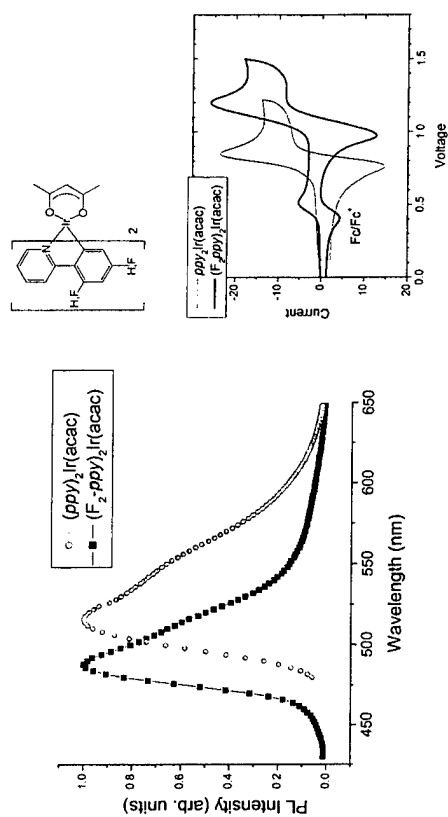 (ppy)₂Ir(acac)
(F₂-ppy)₂Ir(acac)
PL Intensity (arb. units)
1.0
0.8
0.6
0.4
0.2
0.0
450
500
550
600
650
Wavelength (nm)
N
Ir
O
O
H,F
H,F
2
ppy₂Ir(acac)
(F₂ppy)₂Ir(acac)
Current
-20
-10
0
10
20
Fc/Fc⁺
0.0
0.5
1.0
1.5
Voltage